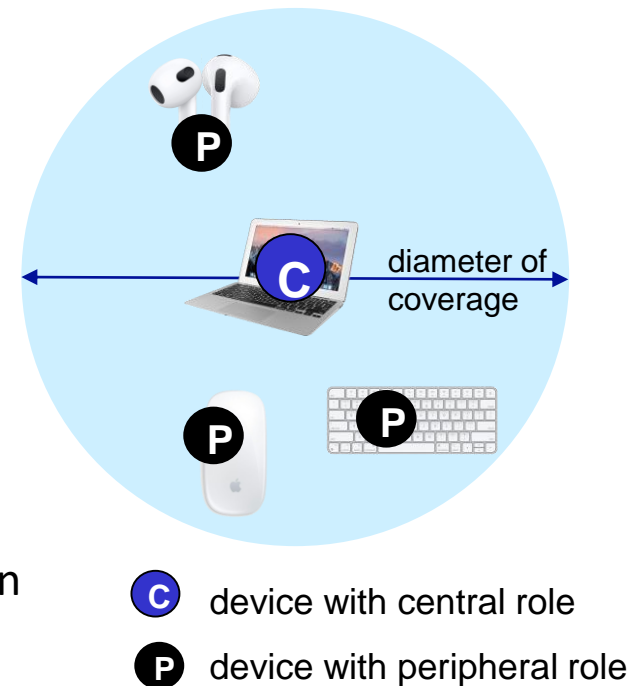 P
C
diameter of
coverage
P
P
n
C
device with central role
P
device with peripheral role